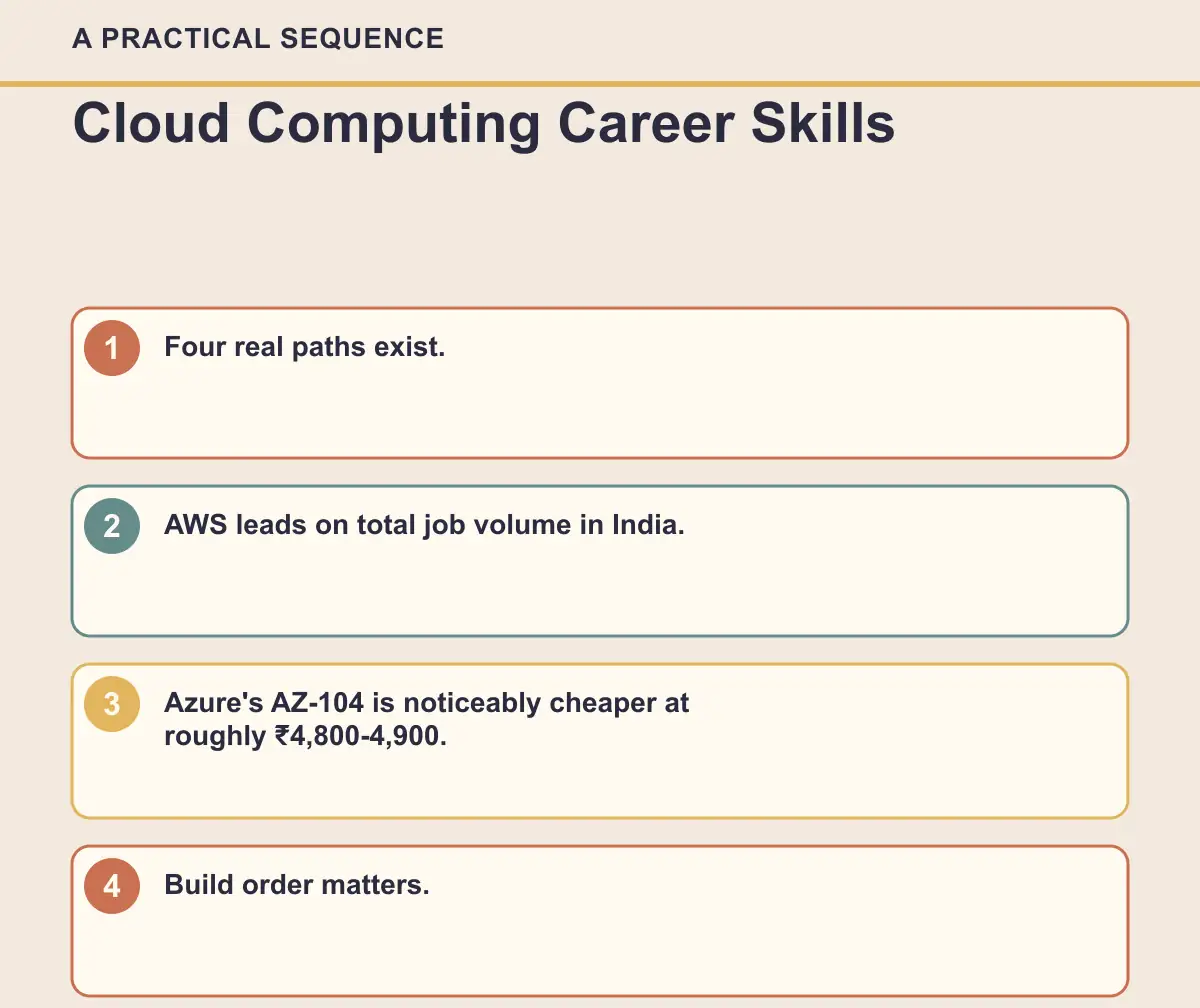 A PRACTICAL SEQUENCE
Cloud Computing Career Skills
1
Four real paths exist.
2
AWS leads on total job volume in India.
3
Azure's AZ-104 is noticeably cheaper at
roughly ₹4,800-4,900.
4
Build order matters.